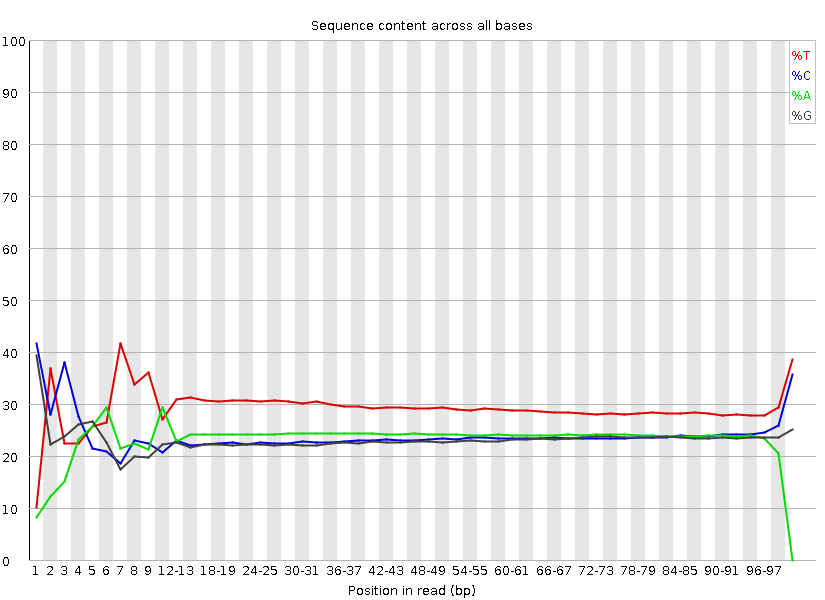 Sequence content across all bases
100
90
80
70
60
50
40
30
20
10
0
%T
%C
%A
%G
1 2 3 4 5 6 7 8 9 12-13 18-19 24-25 30-31 36-37 42-43 48-49 54-55 60-61 66-67 72-73 78-79 84-85 90-91 96-97
Position in read (bp)